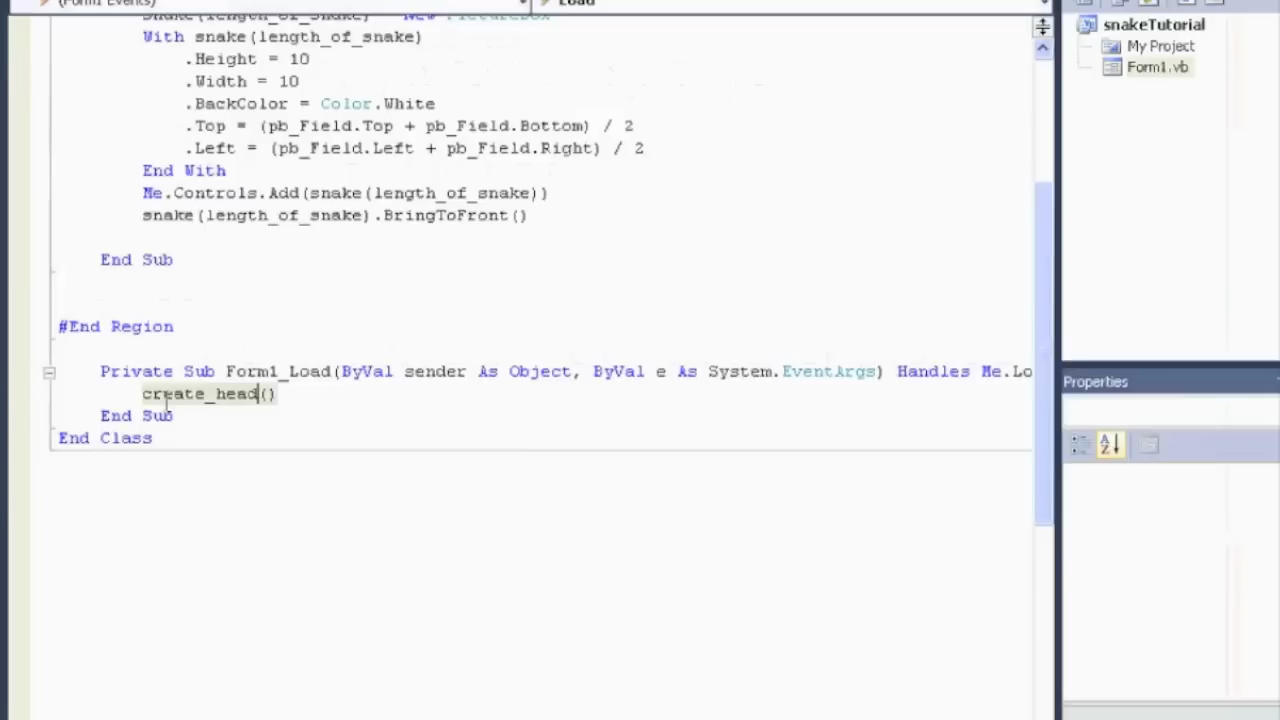 (Form1 Events)
Load
snake(length_of_snake) = New PictureBox
With snake(length_of_snake)
.Height = 10
.Width = 10
.BackColor = Color.White
.Top = (pb_Field.Top + pb_Field.Bottom) / 2
.Left = (pb_Field.Left + pb_Field.Right) / 2
End With
Me.Controls.Add(snake(length_of_snake))
snake(length_of_snake).BringToFront()
End Sub
#End Region
Private Sub Form1_Load(ByVal sender As Object, ByVal e As System.EventArgs) Handles Me.Lo
create_head()
End Sub
End Class
snakeTutorial
My Project
Form1.vb
Properties